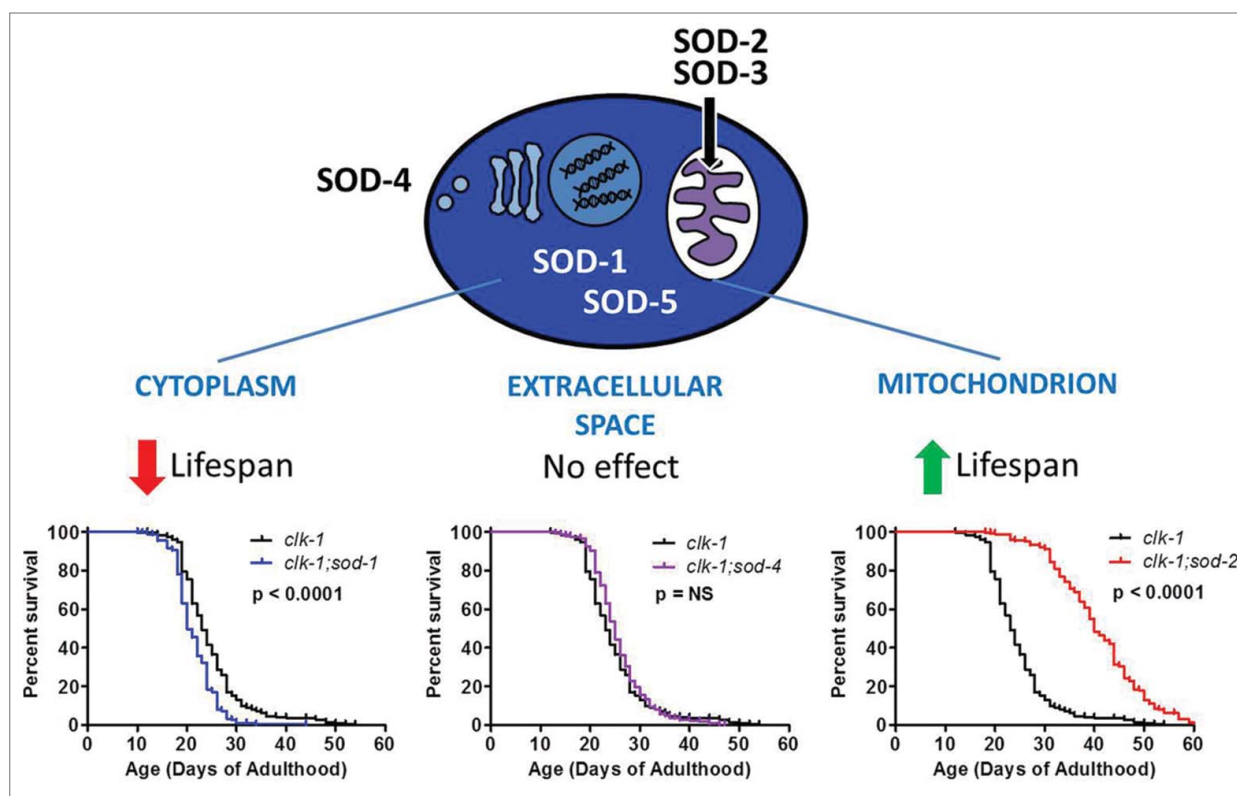 SOD-2
SOD-3
SOD-4
SOD-1
SOD-5
CYTOPLASM
EXTRACELLULAR
SPACE
MITOCHONDRION
Lifespan
No effect
Lifespan
Percent survival
100
80
60
40
20
0
0 10 20 30 40 50 60
Age (Days of Adulthood)
clk-1
clk-1;sod-1
p < 0.0001
Percent survival
100
80
60
40
20
0
0 10 20 30 40 50 60
Age (Days of Adulthood)
clk-1
clk-1;sod-4
p = NS
Percent survival
100
80
60
40
20
0
0 10 20 30 40 50 60
Age (Days of Adulthood)
clk-1
clk-1;sod-2
p < 0.0001